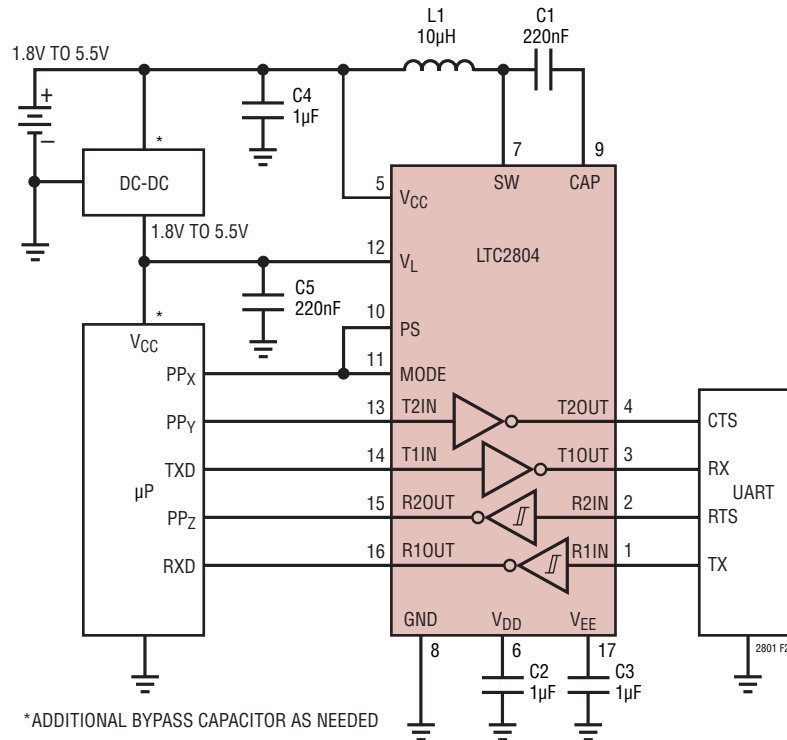 L1
10µH
C1
220nF
1.8V TO 5.5V
+
–
C4
1µF
*
DC-DC
7
9
SW
CAP
5
VCC
LTC2804
1.8V TO 5.5V
12
VL
C5
220nF
*
VCC
10
PS
PPX
11
MODE
PPY
13
T2IN
T2OUT
4
CTS
TXD
14
T1IN
T1OUT
3
RX
µP
UART
PPZ
15
R2OUT
R2IN
2
RTS
RXD
16
R1OUT
R1IN
1
TX
GND
VDD
VEE
8
6
17
C2
1µF
C3
1µF
*ADDITIONAL BYPASS CAPACITOR AS NEEDED